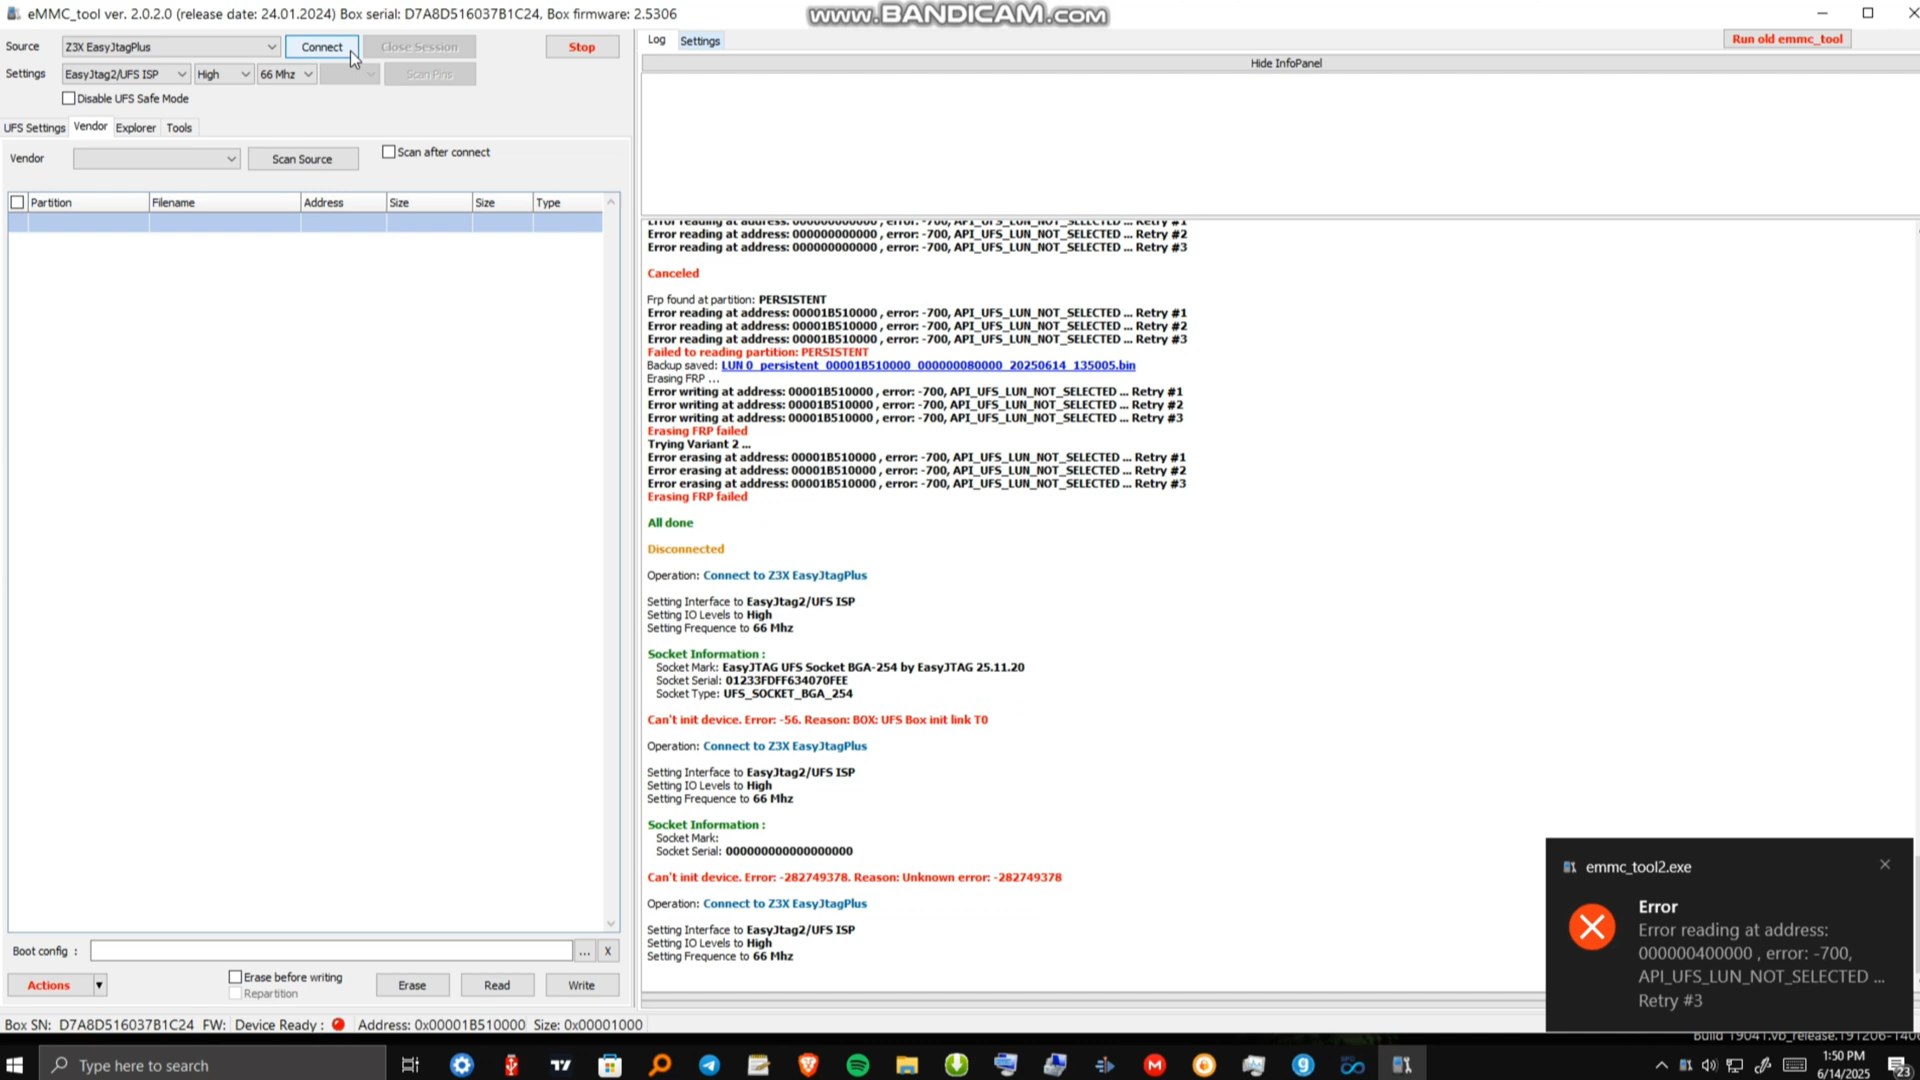 eMMC_tool ver. 2.0.2.0 (release date: 24.01.2024) Box serial: D7A8D516037B1C24, Box firmware: 2.5306
www.BANDICAM.com
Source
Z3X EasyJtagPlus
Connect
Close Session
Stop
Settings
EasyJtag2/UFS ISP
High
66 Mhz
Scan Pins
Disable UFS Safe Mode
UFS Settings
Vendor
Explorer
Tools
Vendor
Scan Source
Scan after connect
Partition
Filename
Address
Size
Size
Type
Boot config :
...
X
Actions
Erase before writing
Repartition
Erase
Read
Write
Log
Settings
Run old emmc_tool
Hide InfoPanel
Error reading at address: 000000000000 , error: -700, API_UFS_LUN_NOT_SELECTED ... Retry #1
Error reading at address: 000000000000 , error: -700, API_UFS_LUN_NOT_SELECTED ... Retry #2
Error reading at address: 000000000000 , error: -700, API_UFS_LUN_NOT_SELECTED ... Retry #3
Canceled
Frp found at partition: PERSISTENT
Error reading at address: 00001B510000 , error: -700, API_UFS_LUN_NOT_SELECTED ... Retry #1
Error reading at address: 00001B510000 , error: -700, API_UFS_LUN_NOT_SELECTED ... Retry #2
Error reading at address: 00001B510000 , error: -700, API_UFS_LUN_NOT_SELECTED ... Retry #3
Failed to reading partition: PERSISTENT
Backup saved: LUN 0_persistent_00001B510000_000000080000_20250614_135005.bin
Erasing FRP ...
Error writing at address: 00001B510000 , error: -700, API_UFS_LUN_NOT_SELECTED ... Retry #1
Error writing at address: 00001B510000 , error: -700, API_UFS_LUN_NOT_SELECTED ... Retry #2
Error writing at address: 00001B510000 , error: -700, API_UFS_LUN_NOT_SELECTED ... Retry #3
Erasing FRP failed
Trying Variant 2 ...
Error erasing at address: 00001B510000 , error: -700, API_UFS_LUN_NOT_SELECTED ... Retry #1
Error erasing at address: 00001B510000 , error: -700, API_UFS_LUN_NOT_SELECTED ... Retry #2
Error erasing at address: 00001B510000 , error: -700, API_UFS_LUN_NOT_SELECTED ... Retry #3
Erasing FRP failed
All done
Disconnected
Operation: Connect to Z3X EasyJtagPlus
Setting Interface to EasyJtag2/UFS ISP
Setting IO Levels to High
Setting Frequency to 66 Mhz
Socket Information :
Socket Mark: EasyJTAG UFS Socket BGA-254 by EasyJTAG 25.11.20
Socket Serial: 01233FDFF634070FEE
Socket Type: UFS_SOCKET_BGA_254
Can't init device. Error: -56. Reason: BOX: UFS Box init link T0
Operation: Connect to Z3X EasyJtagPlus
Setting Interface to EasyJtag2/UFS ISP
Setting IO Levels to High
Setting Frequency to 66 Mhz
Socket Information :
Socket Mark:
Socket Serial: 000000000000000000
Can't init device. Error: -282749378. Reason: Unknown error: -282749378
Operation: Connect to Z3X EasyJtagPlus
Setting Interface to EasyJtag2/UFS ISP
Setting IO Levels to High
Setting Frequency to 66 Mhz
emmc_tool2.exe
Error
Error reading at address:
000000400000 , error: -700,
API_UFS_LUN_NOT_SELECTED ...
Retry #3
Box SN: D7A8D516037B1C24 FW: Device Ready : Address: 0x00001B510000 Size: 0x00001000
Type here to search
1:50 PM
6/14/2025
23